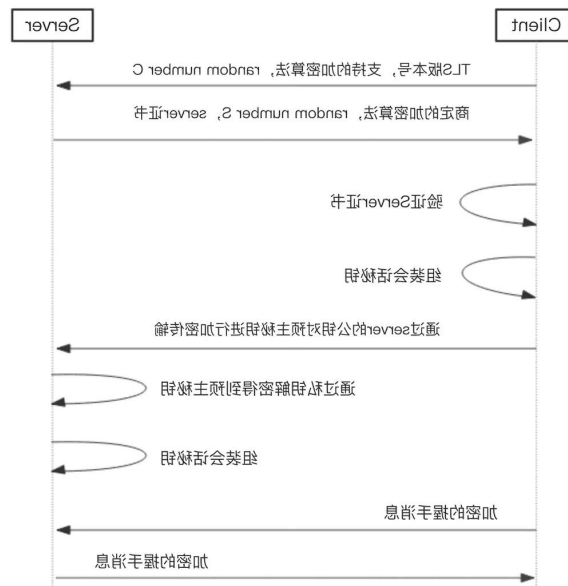 Client
Server
TLS版本号，支持的加密算法，random number C
商定的加密算法，random number S，server证书
验证Server证书
组装会话秘钥
通过server的公钥对预主秘钥进行加密传输
通过私钥解密得到预主秘钥
组装会话秘钥
加密的握手消息
加密的握手消息